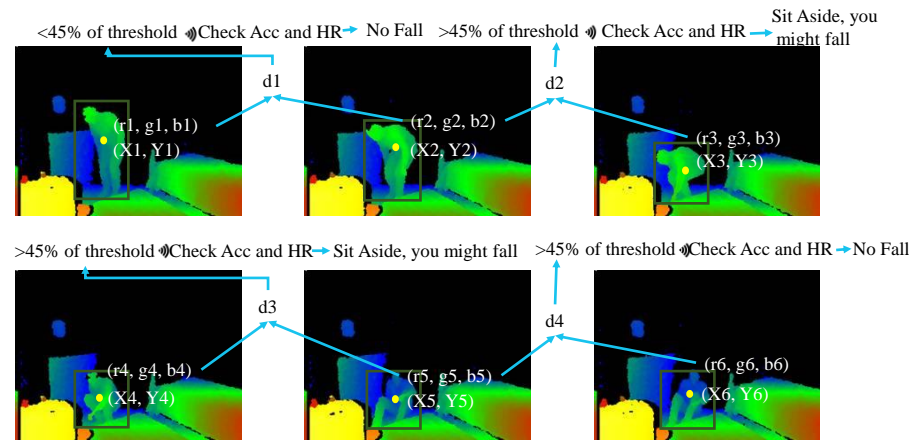 <45% of threshold Check Acc and HR No Fall
>45% of threshold Check Acc and HR Sit Aside, you
might fall
d1
d2
(r1, g1, b1)
(X1, Y1)
(r2, g2, b2)
(X2, Y2)
(r3, g3, b3)
(X3, Y3)
>45% of threshold Check Acc and HR Sit Aside, you might fall
>45% of threshold Check Acc and HR No Fall
d3
d4
(r4, g4, b4)
(X4, Y4)
(r5, g5, b5)
(X5, Y5)
(r6, g6, b6)
(X6, Y6)